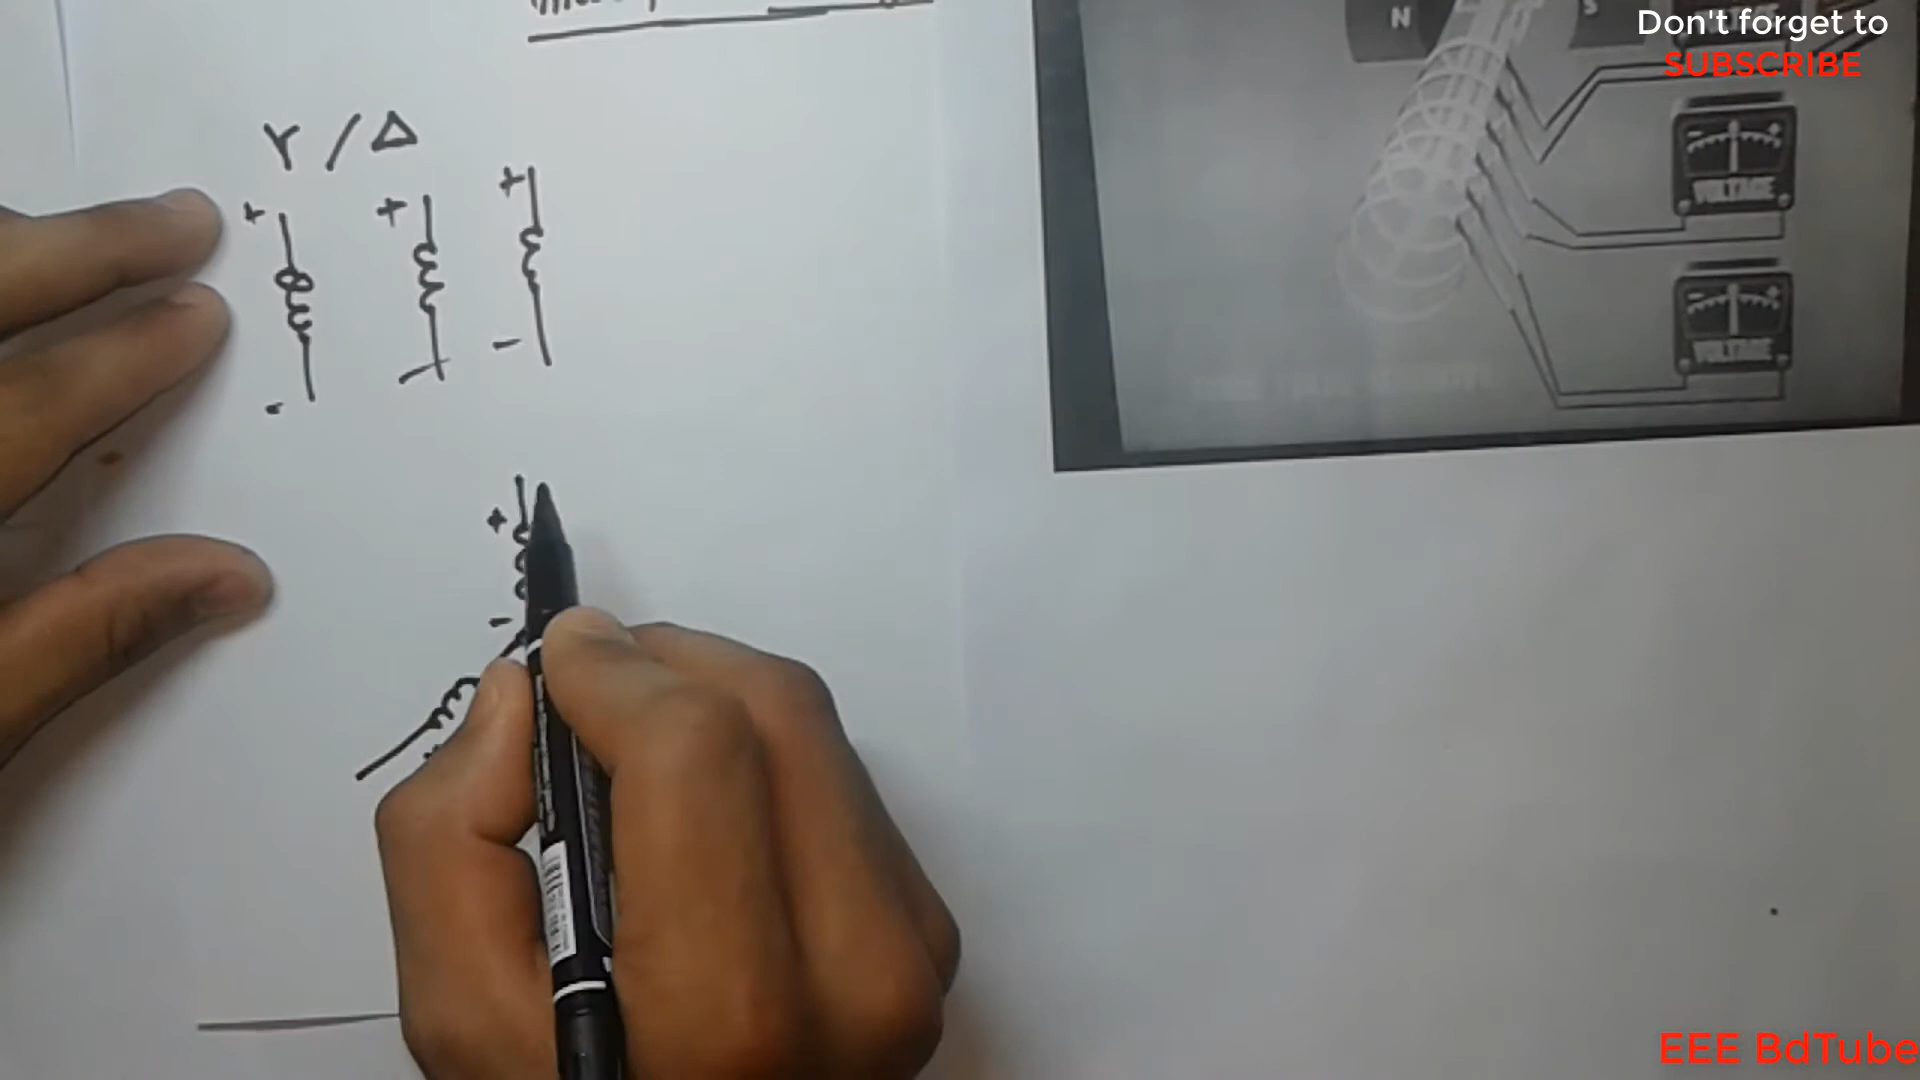 Don't forget to
SUBSCRIBE
N
S
Y / Δ
+ + +
- -
+
-
- +
VOLTAGE
- +
VOLTAGE
EEE BdTube